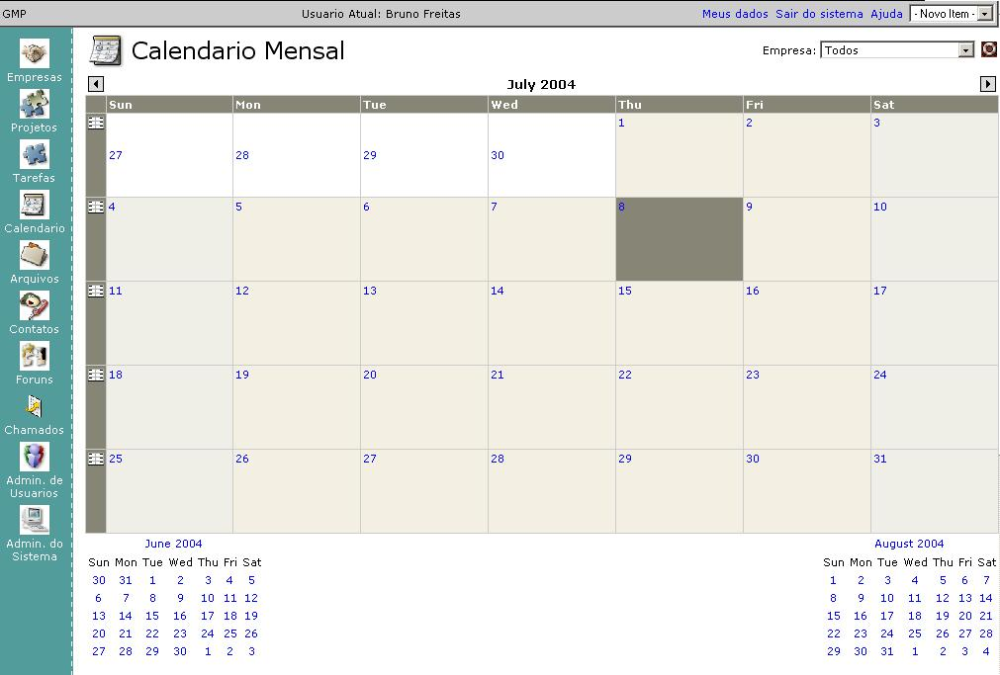 GMP Usuario Atual: Bruno Freitas Meus dados Sair do sistema Ajuda - Novo Item -
Calendario Mensal Empresa: Todos
Empresas
Projetos
Tarefas
Calendario
Arquivos
Contatos
Foruns
Chamados
Admin. de
Usuarios
Admin. do
Sistema
July 2004
Sun Mon Tue Wed Thu Fri Sat
27 28 29 30 1 2 3
4 5 6 7 8 9 10
11 12 13 14 15 16 17
18 19 20 21 22 23 24
25 26 27 28 29 30 31
June 2004
Sun Mon Tue Wed Thu Fri Sat
30 31 1 2 3 4 5
6 7 8 9 10 11 12
13 14 15 16 17 18 19
20 21 22 23 24 25 26
27 28 29 30 1 2 3
August 2004
Sun Mon Tue Wed Thu Fri Sat
1 2 3 4 5 6 7
8 9 10 11 12 13 14
15 16 17 18 19 20 21
22 23 24 25 26 27 28
29 30 31 1 2 3 4